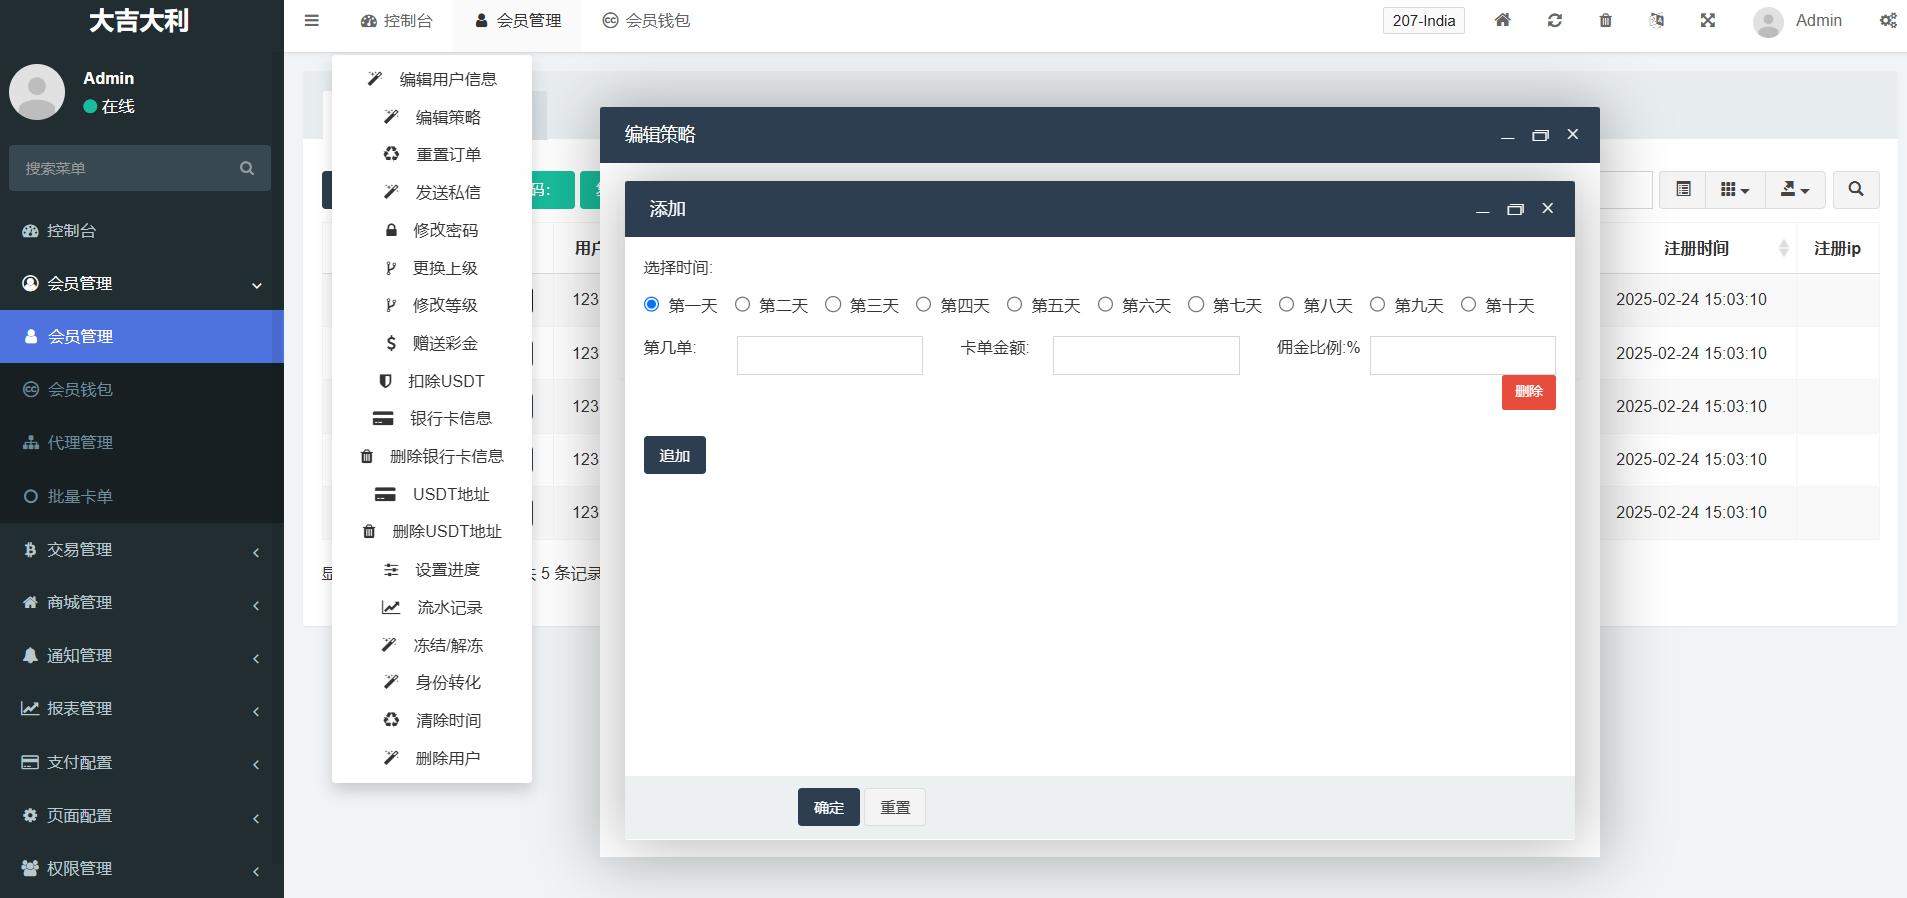 大吉大利
控制台
会员管理
会员钱包
207-India
Admin
Admin
在线
搜索菜单
控制台
会员管理
会员管理
会员钱包
代理管理
批量卡单
交易管理
商城管理
通知管理
报表管理
支付配置
页面配置
权限管理
编辑用户信息
编辑策略
重置订单
发送私信
修改密码
更换上级
修改等级
赠送彩金
扣除USDT
银行卡信息
删除银行卡信息
USDT地址
删除USDT地址
设置进度
流水记录
冻结/解冻
身份转化
清除时间
删除用户
码:
用户
123
123
123
123
123
5 条记录
编辑策略
添加
选择时间:
第一天 第二天 第三天 第四天 第五天 第六天 第七天 第八天 第九天 第十天
第几单: 卡单金额: 佣金比例:%
删除
追加
确定 重置
注册时间 注册ip
2025-02-24 15:03:10
2025-02-24 15:03:10
2025-02-24 15:03:10
2025-02-24 15:03:10
2025-02-24 15:03:10